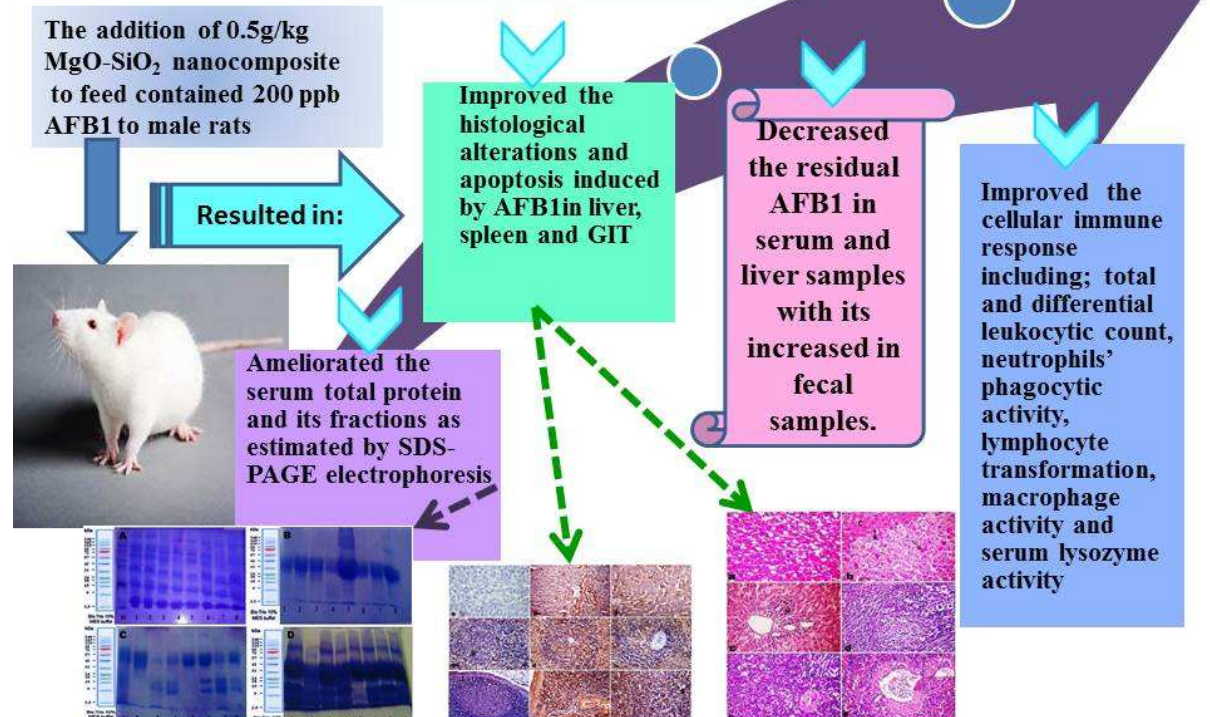 The addition of 0.5g/kg
MgO-SiO₂ nanocomposite
to feed contained 200 ppb
AFB1 to male rats
Resulted in:
Ameliorated the
serum total protein
and its fractions as
estimated by SDS-
PAGE electrophoresis
Improved the
histological
alterations and
apoptosis induced
by AFB1in liver,
spleen and GIT
Decreased
the residual
AFB1 in
serum and
liver samples
with its
increased in
fecal
samples.
Improved the
cellular immune
response
including; total
and differential
leukocytic count,
neutrophils'
phagocytic
activity,
lymphocyte
transformation,
macrophage
activity and
serum lysozyme
activity
A
B
C
D